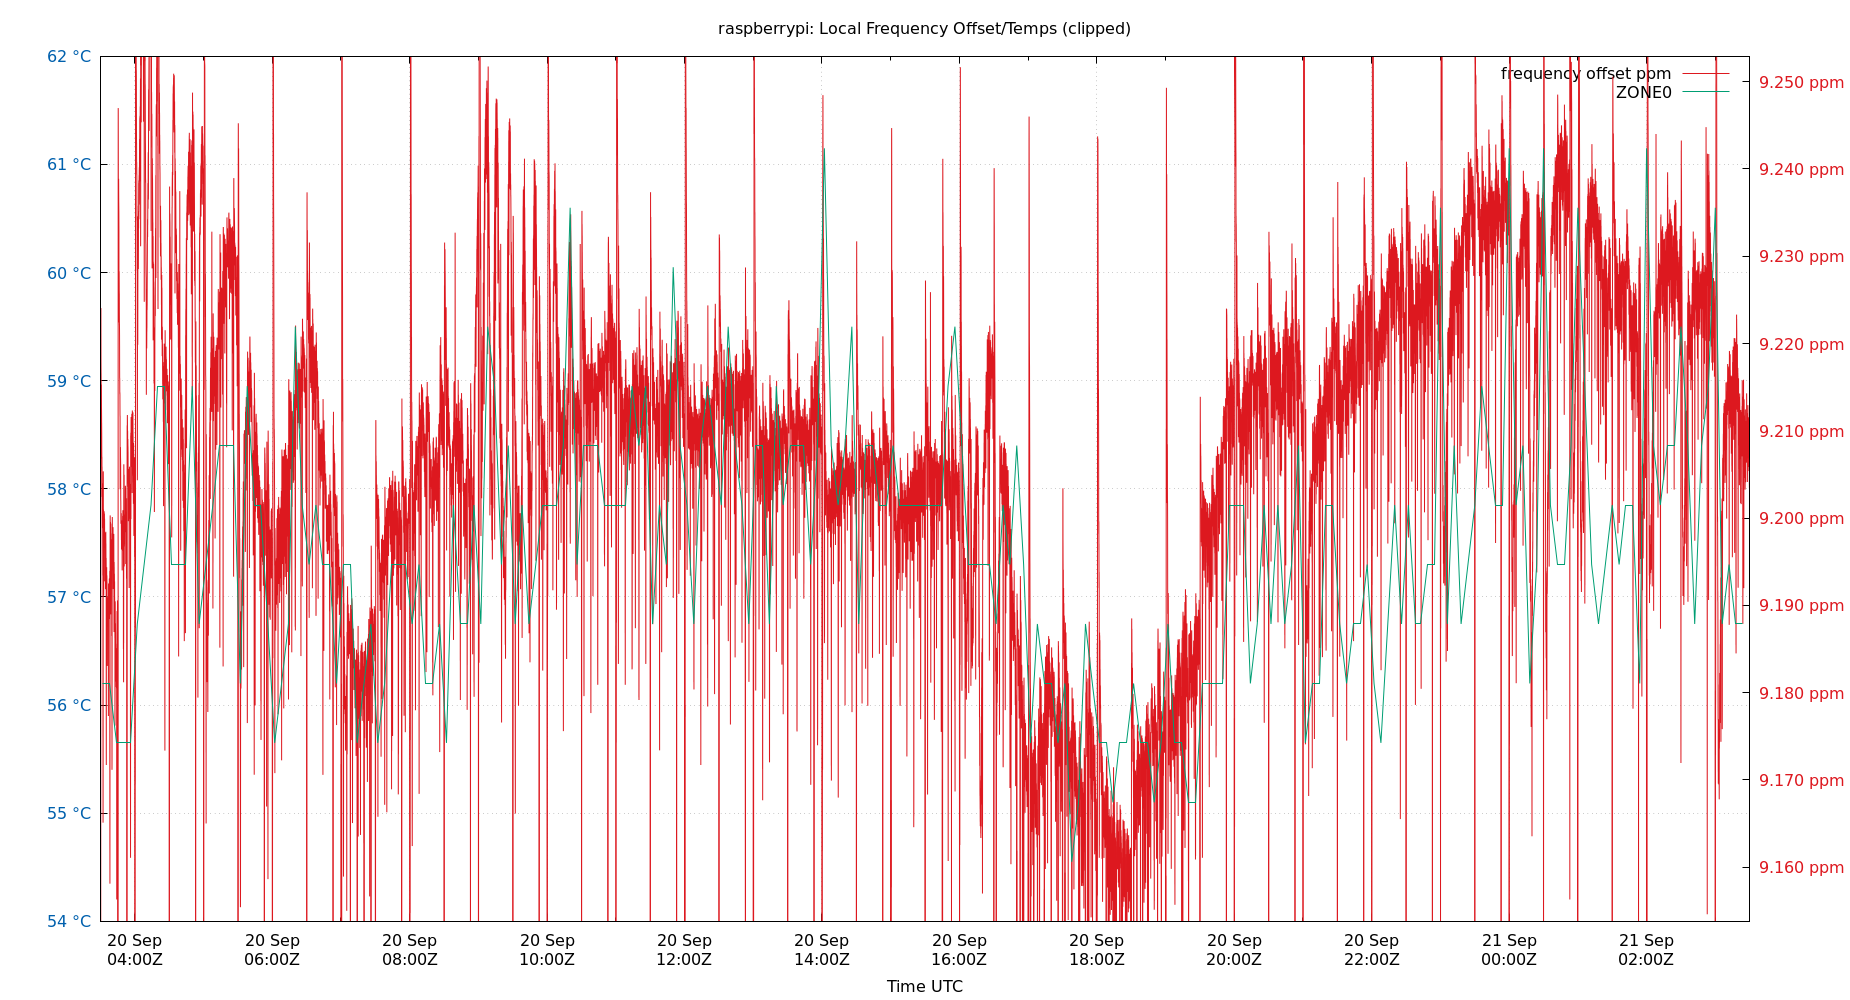 raspberrypi: Local Frequency Offset/Temps (clipped)
62 °C
61 °C
60 °C
59 °C
58 °C
57 °C
56 °C
55 °C
54 °C
frequency offset ppm
ZONE0
9.250 ppm
9.240 ppm
9.230 ppm
9.220 ppm
9.210 ppm
9.200 ppm
9.190 ppm
9.180 ppm
9.170 ppm
9.160 ppm
20 Sep 20 Sep 20 Sep 20 Sep 20 Sep 20 Sep 20 Sep 20 Sep 20 Sep 20 Sep 21 Sep 21 Sep
04:00Z 06:00Z 08:00Z 10:00Z 12:00Z 14:00Z 16:00Z 18:00Z 20:00Z 22:00Z 00:00Z 02:00Z
Time UTC